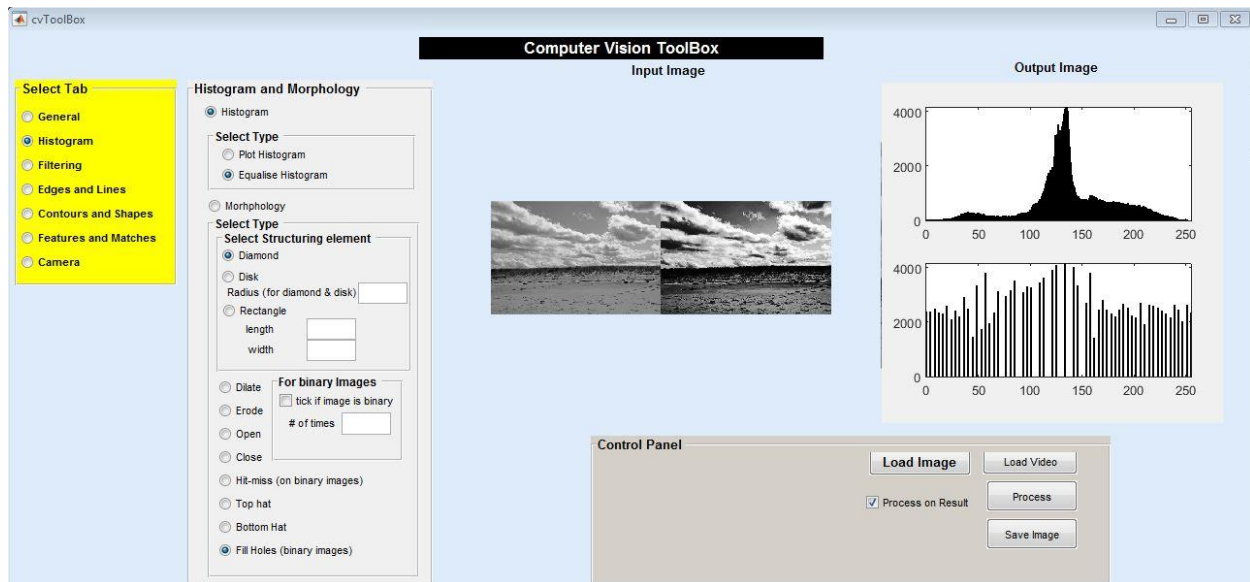 cvToolBox
Computer Vision ToolBox
Select Tab
General
Histogram
Filtering
Edges and Lines
Contours and Shapes
Features and Matches
Camera
Histogram and Morphology
Histogram
Select Type
Plot Histogram
Equalise Histogram
Morhphology
Select Type
Select Structuring element
Diamond
Disk
Radius (for diamond & disk)
Rectangle
length
width
Dilate
Erode
Open
Close
For binary Images
tick if image is binary
# of times
Hit-miss (on binary images)
Top hat
Bottom Hat
Fill Holes (binary images)
Input Image
Output Image
4000
2000
0
0 50 100 150 200 250
4000
2000
0
0 50 100 150 200 250
Control Panel
Load Image
Load Video
Process on Result
Process
Save Image